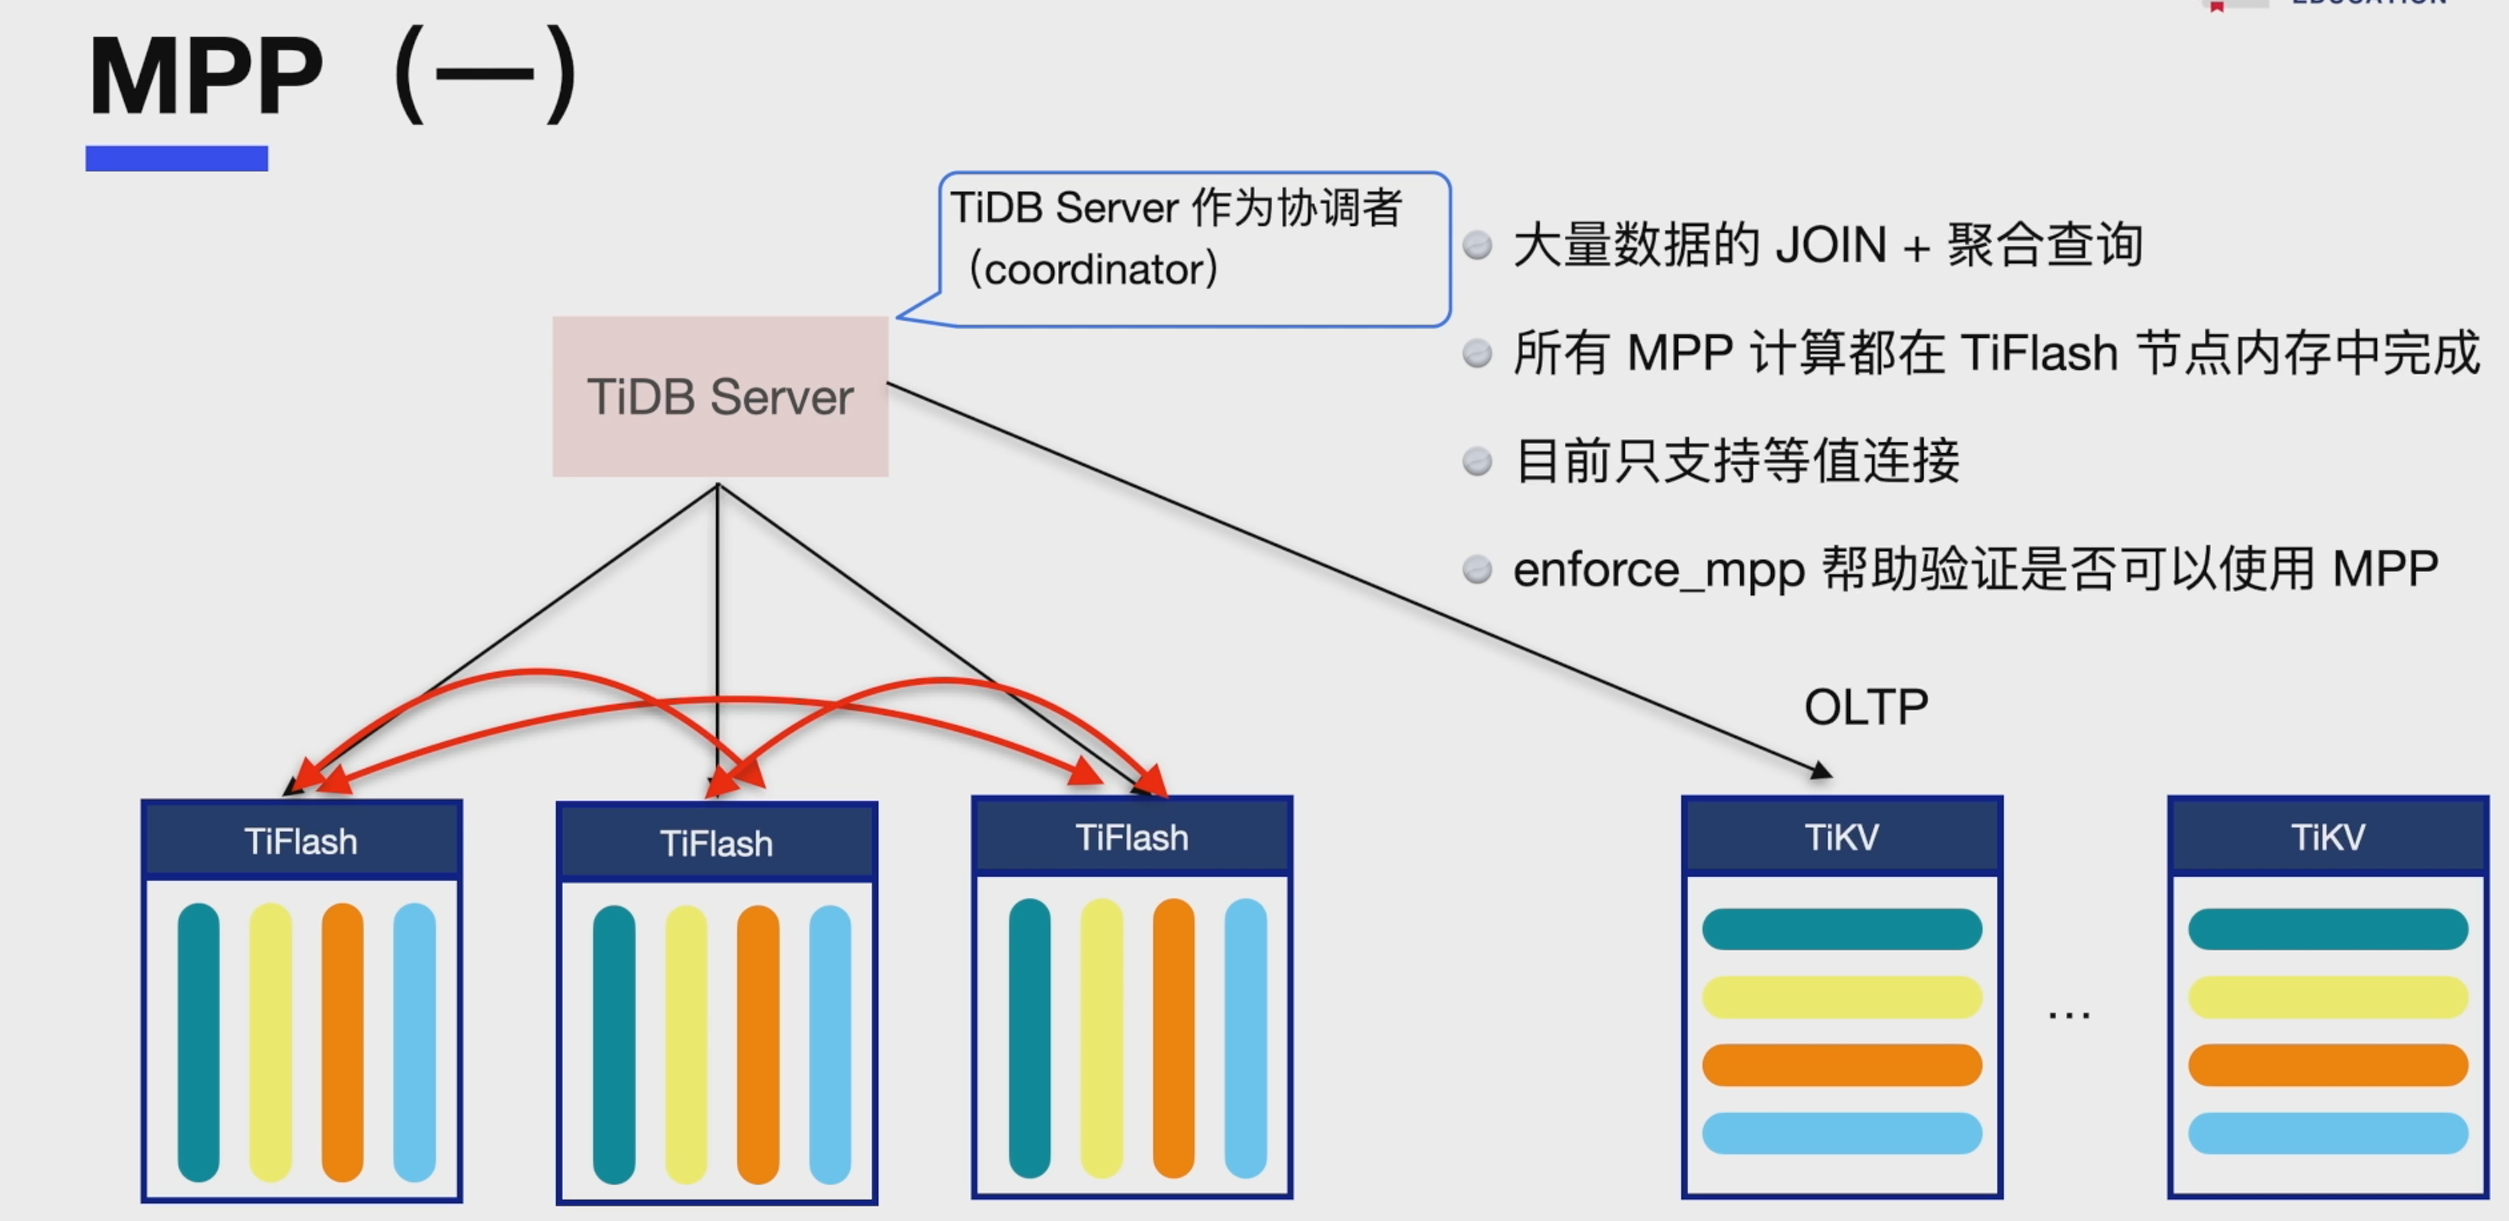 EDUCATION
MPP（一）
TiDB Server 作为协调者
（coordinator）
TiDB Server
大量数据的 JOIN + 聚合查询
所有 MPP 计算都在 TiFlash 节点内存中完成
目前只支持等值连接
enforce_mpp 帮助验证是否可以使用 MPP
OLTP
TiFlash
TiFlash
TiFlash
TiKV
...
TiKV